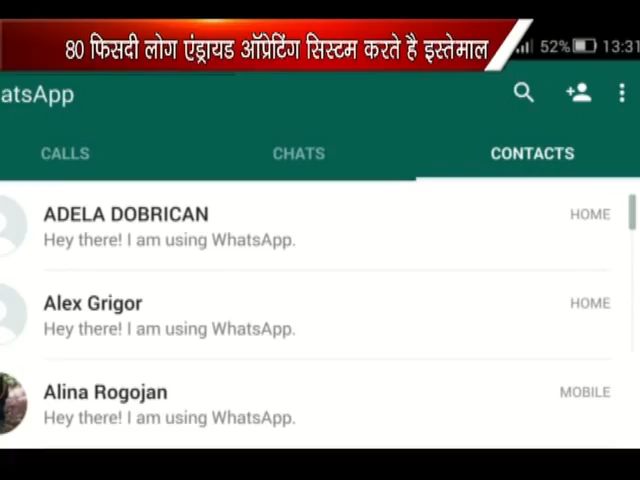 80 फिसदी लोग एंड्रायड ऑप्रेटिंग सिस्टम करते है इस्तेमाल
52% 13:31
atsApp
CALLS CHATS CONTACTS
ADELA DOBRICAN HOME
Hey there! I am using WhatsApp.
Alex Grigor HOME
Hey there! I am using WhatsApp.
Alina Rogojan MOBILE
Hey there! I am using WhatsApp.